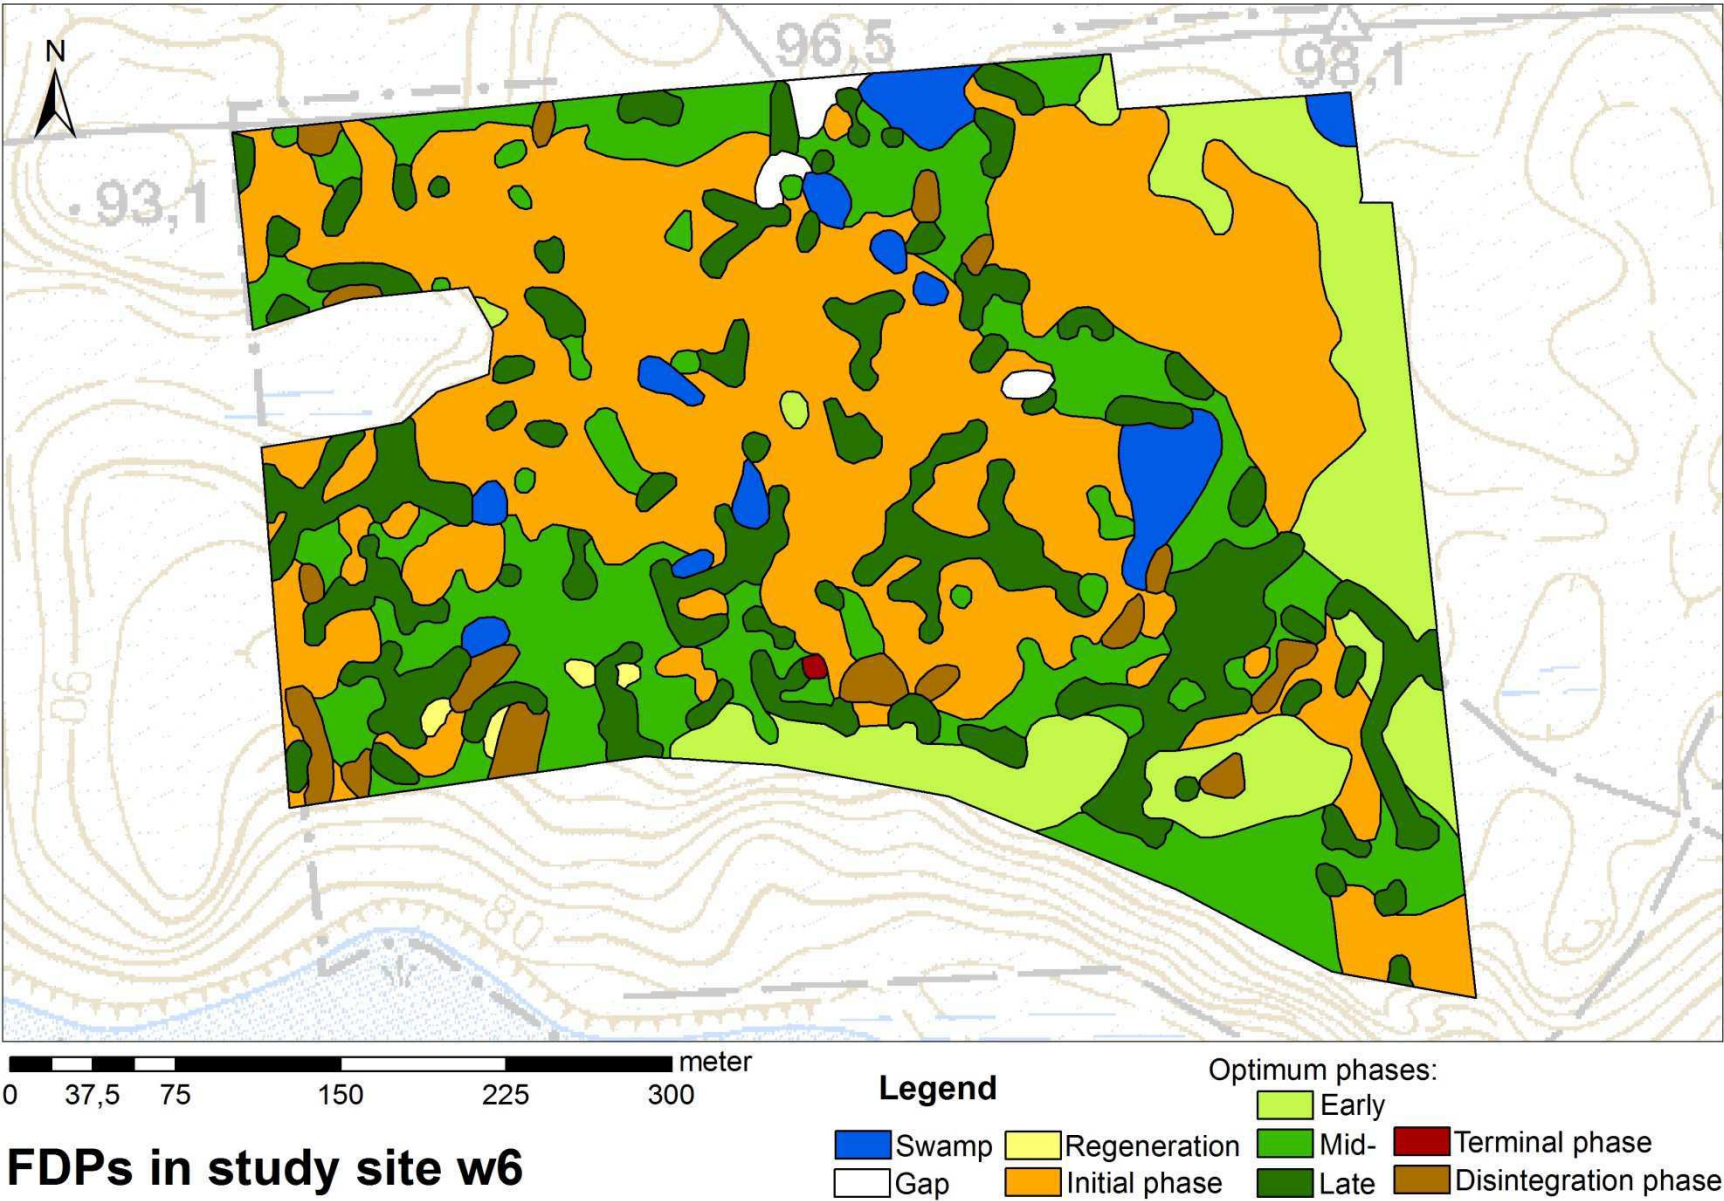 N
96,5
98,1
93,1
90
80
meter
0 37,5 75 150 225 300
Legend
Optimum phases:
Early
Swamp Regeneration Mid- Terminal phase
Gap Initial phase Late Disintegration phase
FDPs in study site w6